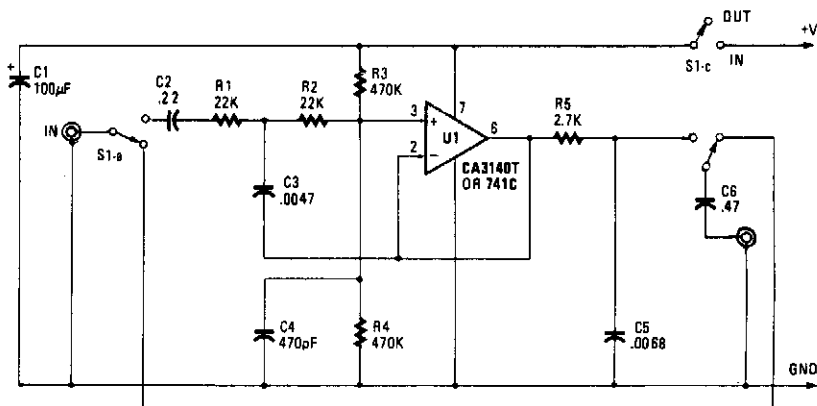 OUT
+V
S1-c IN
+ C1
100µF
C2
.22
R1
22K
R2
22K
R3
470K
IN
S1-a
3 + 7
U1
6
2 −
CA3140T
OR 741C
R5
2.7K
C3
.0047
C6
.47
C4
470pF
R4
470K
C5
.0068
GND